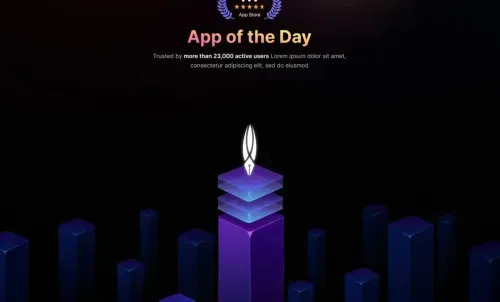 App Store
App of the Day
Trusted by more than 23,000 active users Lorem ipsum dolor sit amet,
consectetur adipiscing elit, sed do eiusmod